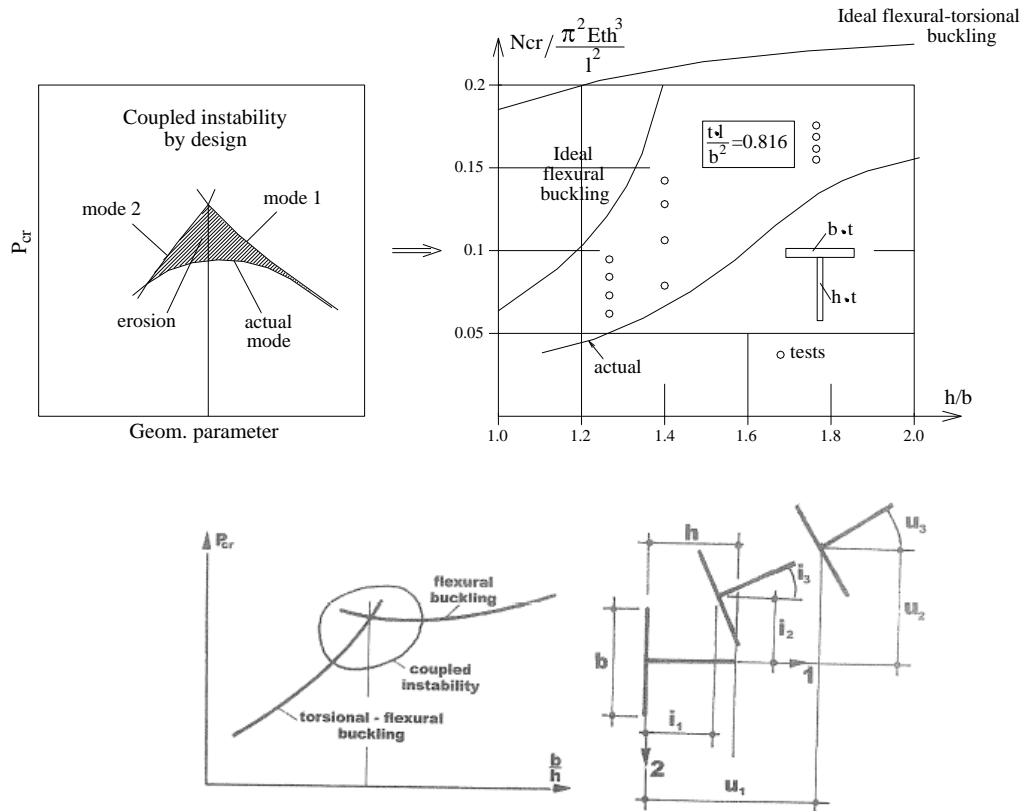 Coupled instability
by design
mode 2
mode 1
erosion
actual
mode
P_cr
Geom. parameter
Ncr / π² Eth³ / l²
Ideal flexural-torsional
buckling
0.2
0.15
0.1
0.05
Ideal
flexural
buckling
t·l / b² = 0.816
b·t
h·t
actual
tests
1.0
1.2
1.4
1.6
1.8
2.0
h/b
P_cr
flexural
buckling
coupled
instability
torsional - flexural
buckling
b/h
h
b
i₁
i₂
i₃
1
2
u₁
u₂
u₃